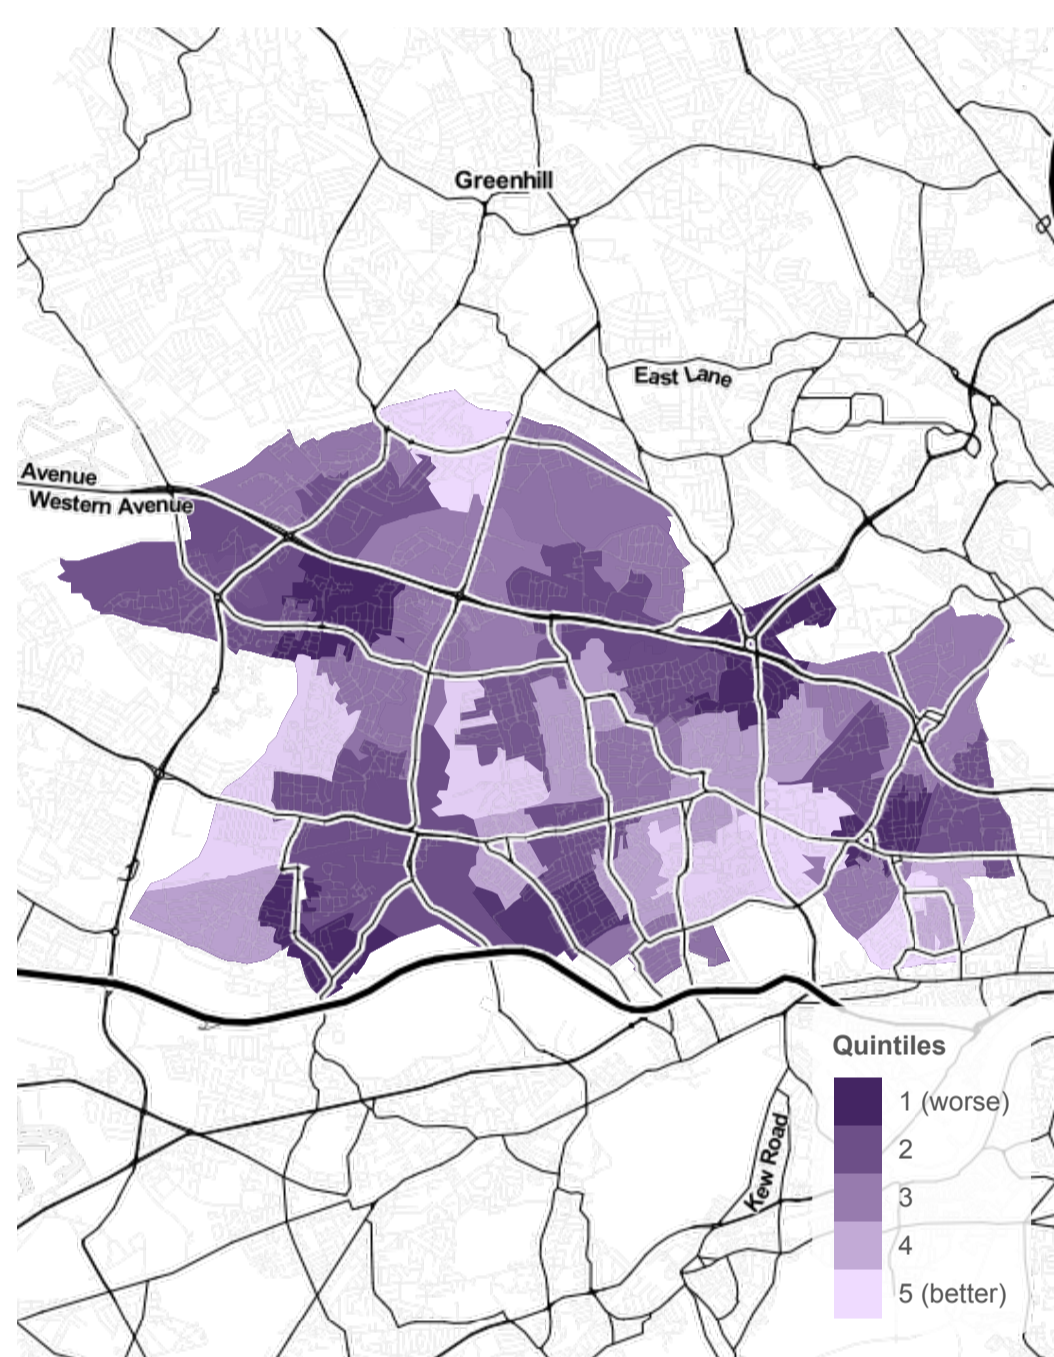 Greenhill
East Lane
Avenue
Western Avenue
Kew Road
Quintiles
1 (worse)
2
3
4
5 (better)